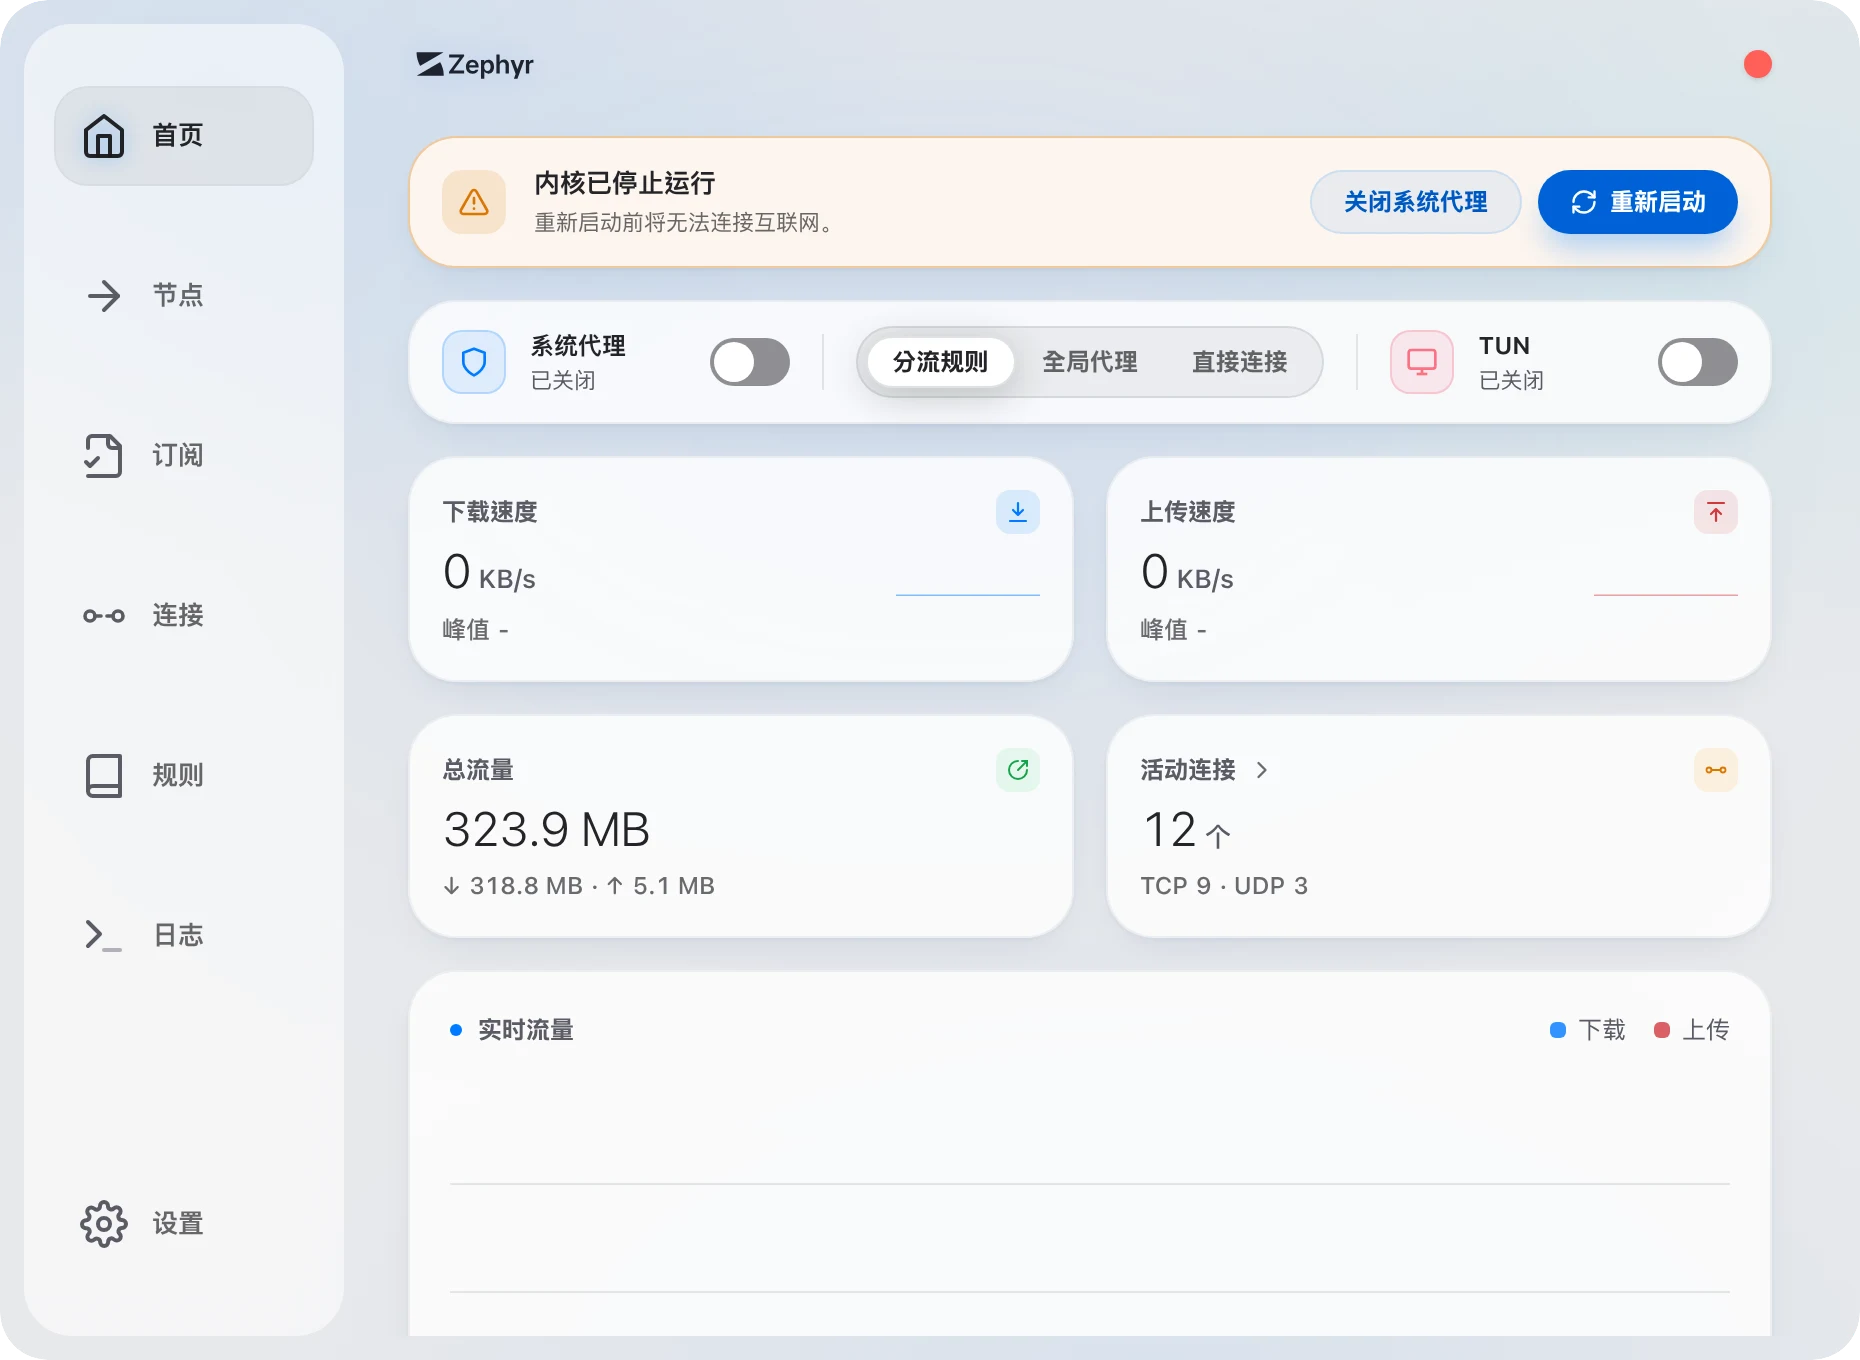 Zephyr
首页
节点
订阅
连接
规则
日志
设置
内核已停止运行
重新启动前将无法连接互联网。
关闭系统代理
重新启动
系统代理
已关闭
分流规则
全局代理
直接连接
TUN
已关闭
下载速度
0 KB/s
峰值 -
上传速度
0 KB/s
峰值 -
总流量
323.9 MB
↓ 318.8 MB · ↑ 5.1 MB
活动连接
12 个
TCP 9 · UDP 3
实时流量
下载
上传